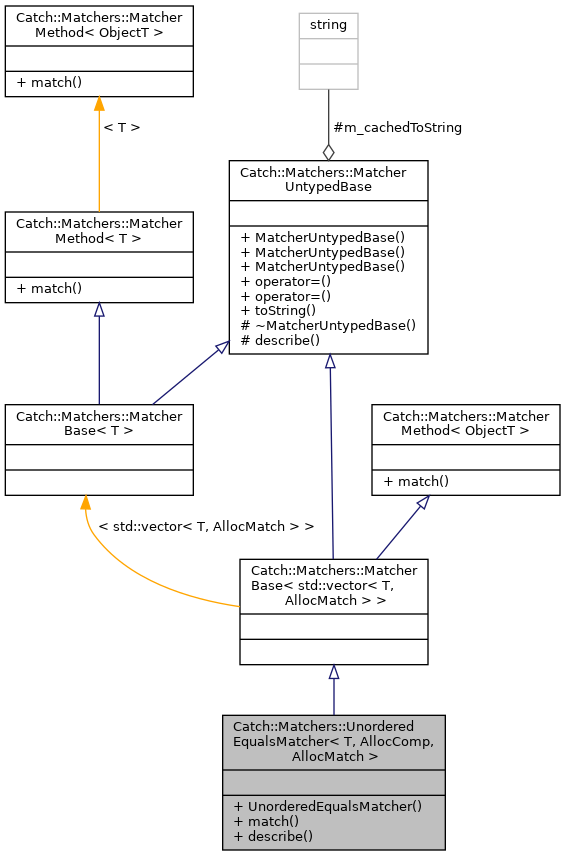 Catch::Matchers::Matcher
Method< ObjectT >
+ match()
string
< T >
#m_cachedToString
Catch::Matchers::Matcher
UntypedBase
+ MatcherUntypedBase()
+ MatcherUntypedBase()
+ MatcherUntypedBase()
+ operator=()
+ operator=()
+ toString()
# ~MatcherUntypedBase()
# describe()
Catch::Matchers::Matcher
Method< T >
+ match()
Catch::Matchers::Matcher
Base< T >
Catch::Matchers::Matcher
Method< ObjectT >
+ match()
< std::vector< T, AllocMatch > >
Catch::Matchers::Matcher
Base< std::vector< T,
AllocMatch > >
Catch::Matchers::Unordered
EqualsMatcher< T, AllocComp,
AllocMatch >
+ UnorderedEqualsMatcher()
+ match()
+ describe()